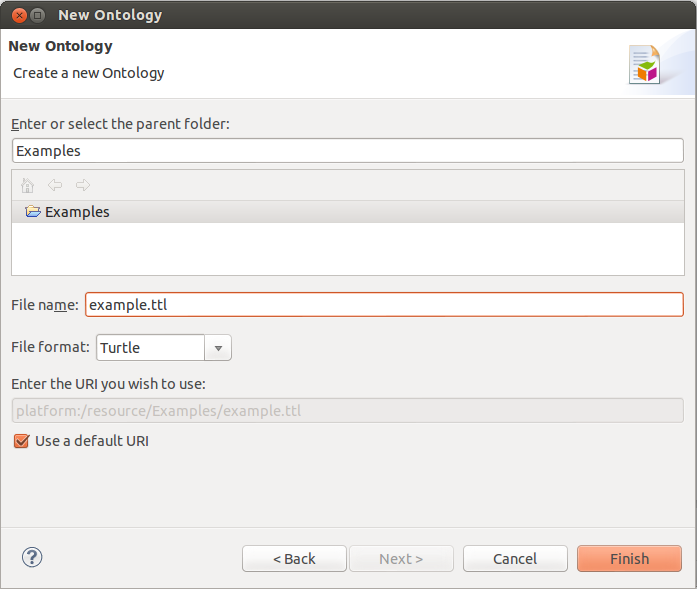 New Ontology
New Ontology
Create a new Ontology
Enter or select the parent folder:
Examples
Examples
File name: example.ttl
File format: Turtle
Enter the URI you wish to use:
platform:/resource/Examples/example.ttl
Use a default URI
? < Back Next > Cancel Finish